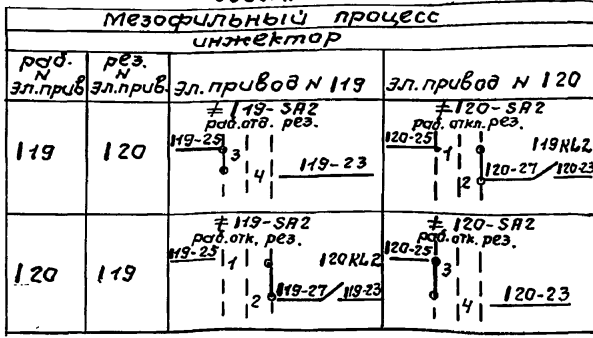 Мезофильный процесс
инжектор
раб. N эл.прив.
рез. N эл.прив.
эл.привод N 119
эл.привод N 120
119
120
≠119-SA2
раб.отв. рез.
119-25
3
4
119-23
≠120-SA2
раб.откл.рез.
120-25
1
119KL2
2
120-27
120-23
120
119
≠119-SA2
раб.отк. рез.
119-25
1
120KL2
2
119-27
119-23
≠120-SA2
раб.отк.рез.
120-25
3
4
120-23